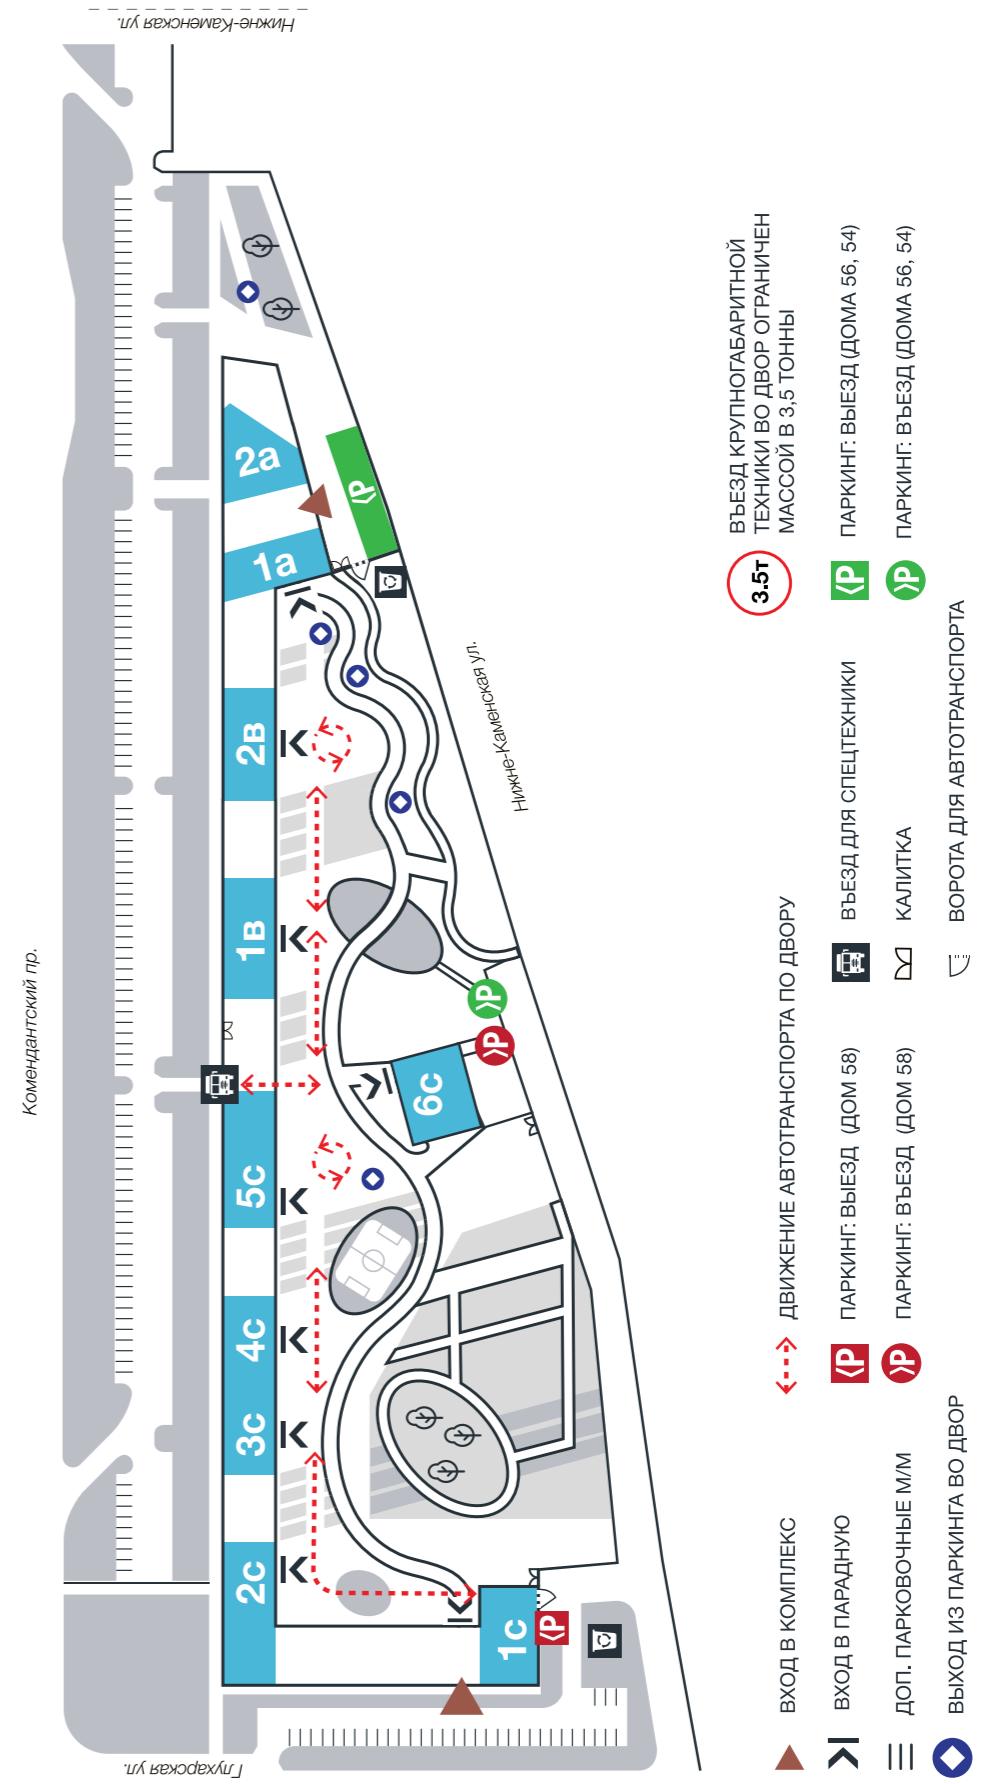 Нижне-Каменская ул.
Комендантский пр.
Глухарская ул.
Нижне-Каменская ул.
2а
1а
2в
1в
6с
5с
4с
3с
2с
1с
P
P
P
P
ВХОД В КОМПЛЕКС
ВХОД В ПАРАДНУЮ
ДОП. ПАРКОВОЧНЫЕ М/М
ВЫХОД ИЗ ПАРКИНГА ВО ДВОР
ДВИЖЕНИЕ АВТОТРАНСПОРТА ПО ДВОРУ
P ПАРКИНГ: ВЫЕЗД (ДОМ 58)
P ПАРКИНГ: ВЪЕЗД (ДОМ 58)
ВЪЕЗД ДЛЯ СПЕЦТЕХНИКИ
КАЛИТКА
ВОРОТА ДЛЯ АВТОТРАНСПОРТА
3.5т
ВЪЕЗД КРУПНОГАБАРИТНОЙ
ТЕХНИКИ ВО ДВОР ОГРАНИЧЕН
МАССОЙ В 3,5 ТОННЫ
P ПАРКИНГ: ВЫЕЗД (ДОМА 56, 54)
P ПАРКИНГ: ВЪЕЗД (ДОМА 56, 54)